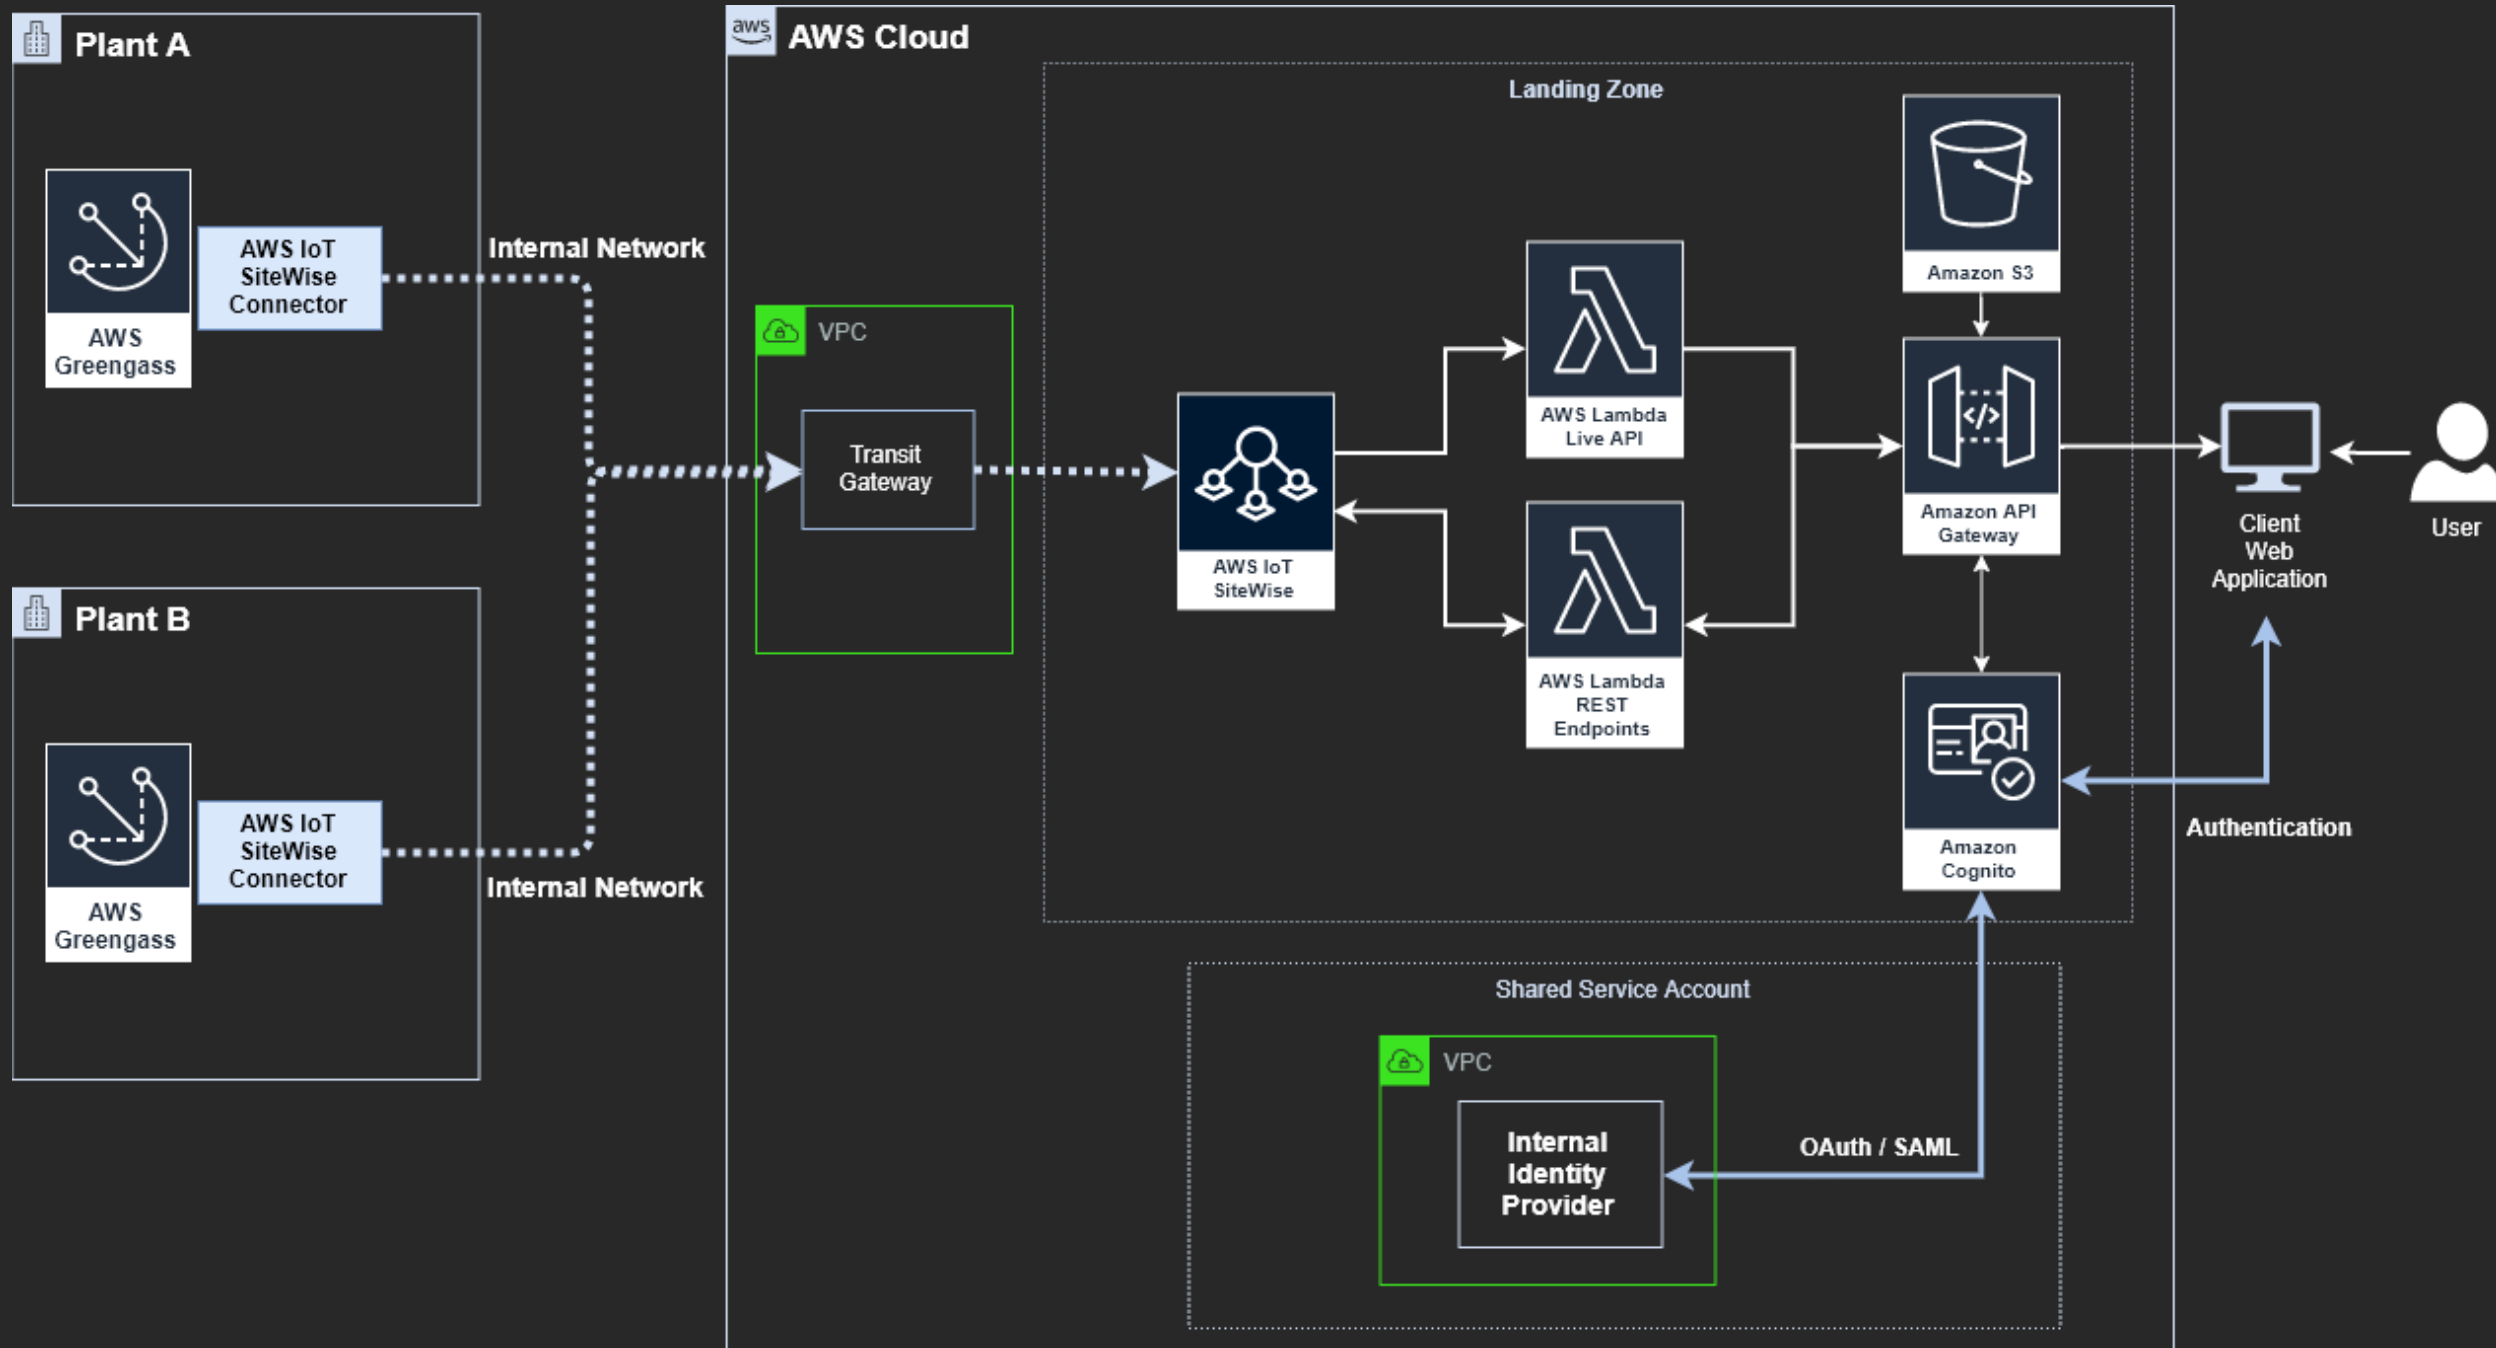 Plant A
AWS
Greengass
AWS IoT
SiteWise
Connector
Internal Network
Plant B
AWS
Greengass
AWS IoT
SiteWise
Connector
Internal Network
aws
AWS Cloud
VPC
Transit
Gateway
Landing Zone
AWS IoT
SiteWise
AWS Lambda
Live API
AWS Lambda
REST
Endpoints
Amazon S3
</>
Amazon API
Gateway
Amazon
Cognito
Client
Web
Application
User
Authentication
Shared Service Account
VPC
Internal
Identity
Provider
OAuth / SAML